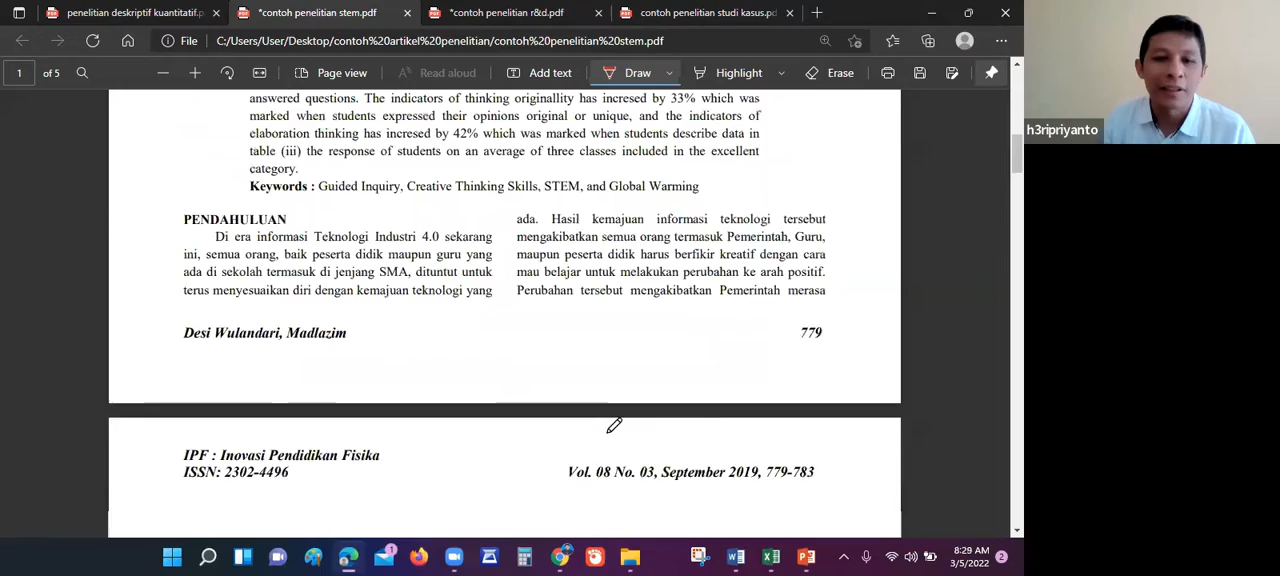 penelitian deskriptif kuantitatif.p
*contoh penelitian stem.pdf
*contoh penelitian r&d.pdf
contoh penelitian studi kasus.pd
File
C:/Users/User/Desktop/contoh%20artikel%20penelitian/contoh%20penelitian%20stem.pdf
1 of 5
Page view
Read aloud
Add text
Draw
Highlight
Erase
h3ripriyanto
answered questions. The indicators of thinking originallity has incresed by 33% which was
marked when students expressed their opinions original or unique, and the indicators of
elaboration thinking has incresed by 42% which was marked when students describe data in
table (iii) the response of students on an average of three classes included in the excellent
category.
Keywords : Guided Inquiry, Creative Thinking Skills, STEM, and Global Warming
PENDAHULUAN
Di era informasi Teknologi Industri 4.0 sekarang
ini, semua orang, baik peserta didik maupun guru yang
ada di sekolah termasuk di jenjang SMA, dituntut untuk
terus menyesuaikan diri dengan kemajuan teknologi yang
ada. Hasil kemajuan informasi teknologi tersebut
mengakibatkan semua orang termasuk Pemerintah, Guru,
maupun peserta didik harus berfikir kreatif dengan cara
mau belajar untuk melakukan perubahan ke arah positif.
Perubahan tersebut mengakibatkan Pemerintah merasa
Desi Wulandari, Madlazim
779
IPF : Inovasi Pendidikan Fisika
ISSN: 2302-4496
Vol. 08 No. 03, September 2019, 779-783
8:29 AM
3/5/2022
2